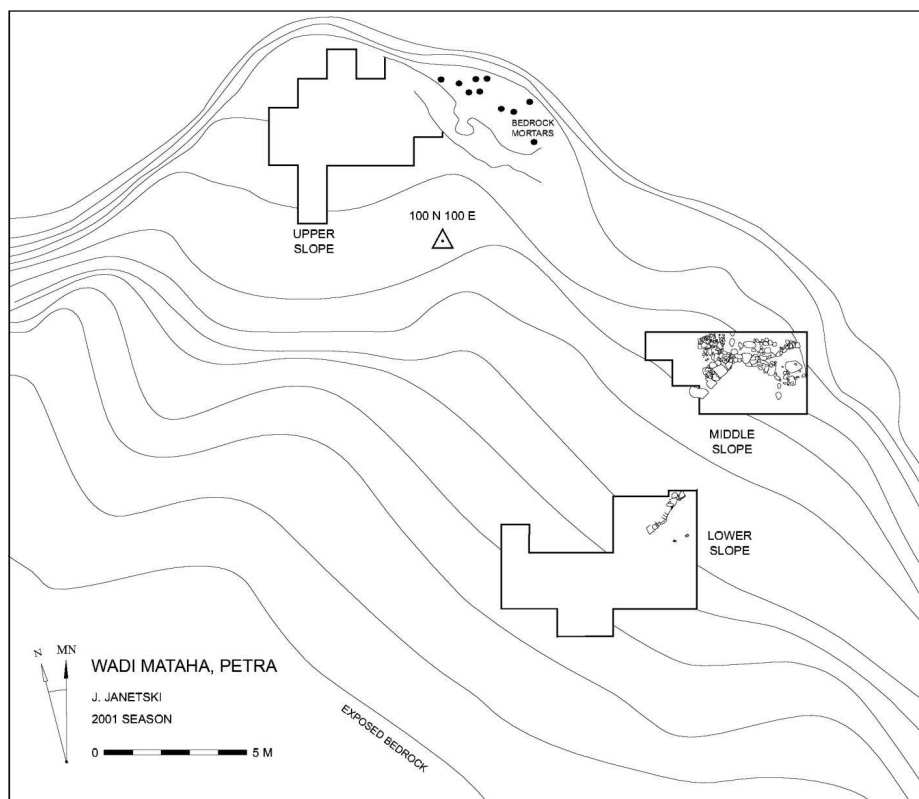 BEDROCK
MORTARS
100 N 100 E
UPPER
SLOPE
MIDDLE
SLOPE
LOWER
SLOPE
N
MN
WADI MATAHA, PETRA
J. JANETSKI
2001 SEASON
0 5 M
EXPOSED BEDROCK